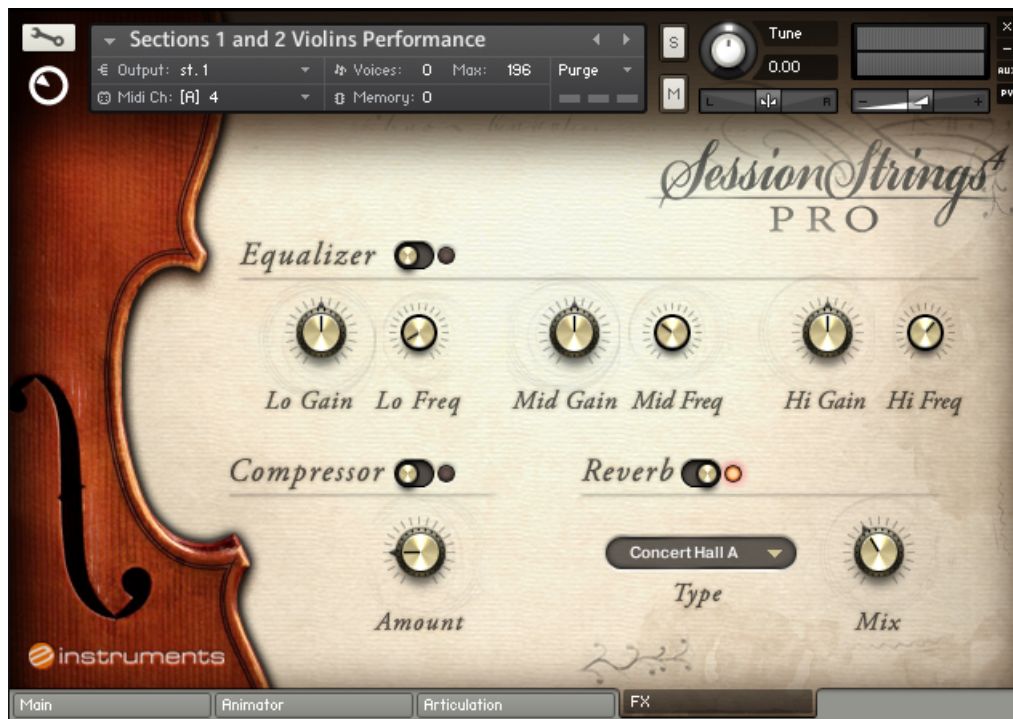 Sections 1 and 2 Violins Performance
Output: st.1
Voices: 0 Max: 196
Purge
Midi Ch: [A] 4
Memory: 0
S
M
Tune
0.00
L R
- +
X
-
AUX
PV
Session Strings 4
PRO
Equalizer
Lo Gain Lo Freq Mid Gain Mid Freq Hi Gain Hi Freq
Compressor Reverb
Concert Hall A
Type
Amount Mix
e instruments
Main Animator Articulation FX